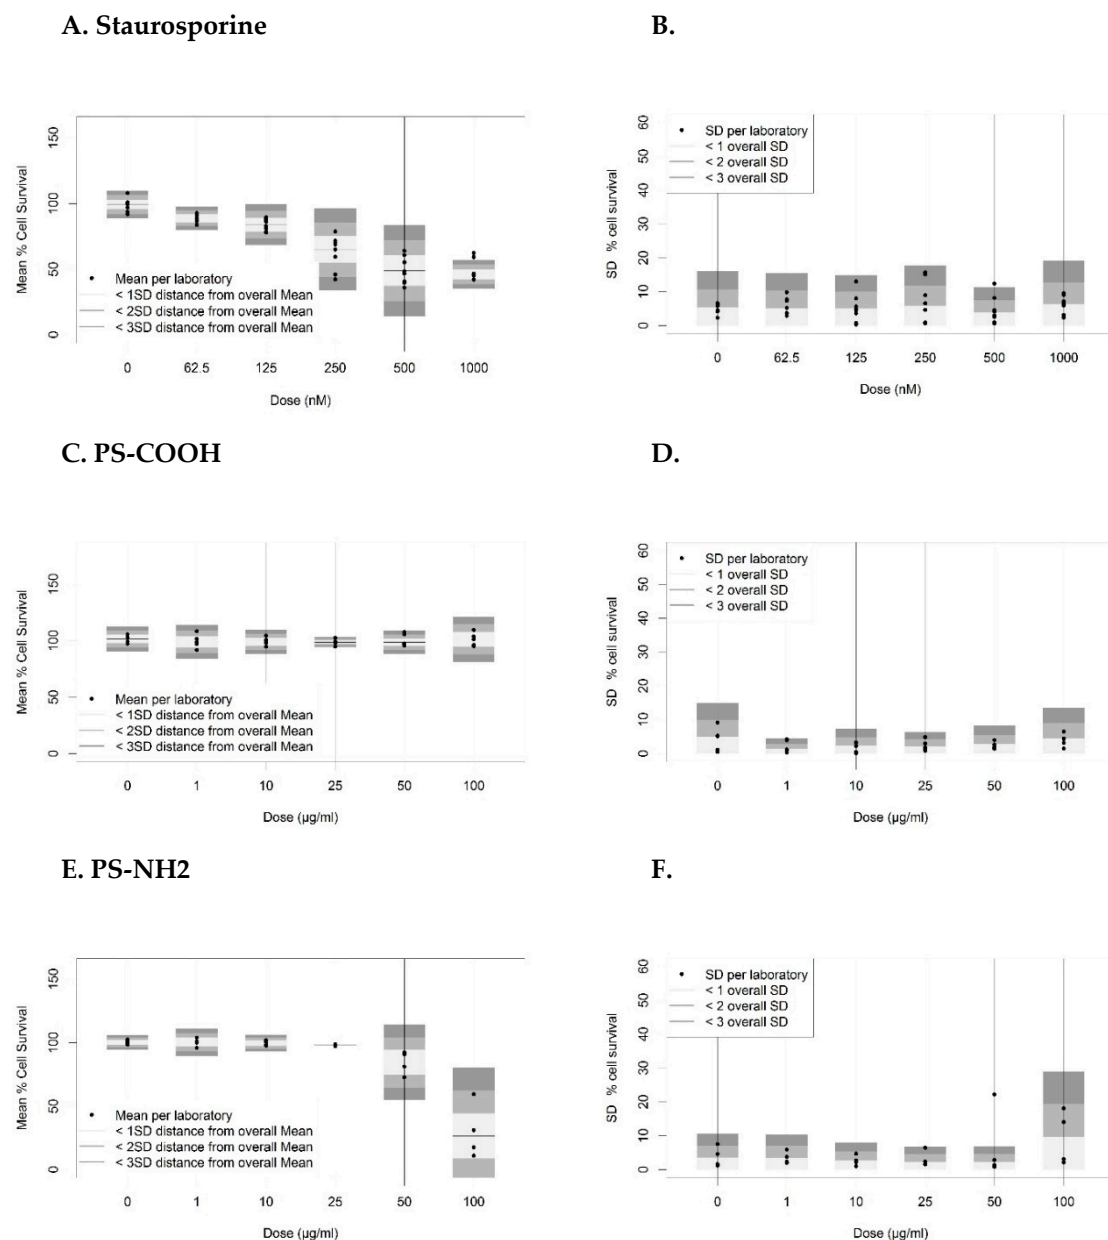 A. Staurosporine
B.
Mean % Cell Survival
150
100
50
0
Mean per laboratory
< 1SD distance from overall Mean
< 2SD distance from overall Mean
< 3SD distance from overall Mean
0 62.5 125 250 500 1000
Dose (nM)
SD % cell survival
60
50
40
30
20
10
0
SD per laboratory
< 1 overall SD
< 2 overall SD
< 3 overall SD
0 62.5 125 250 500 1000
Dose (nM)
C. PS-COOH
D.
Mean % Cell Survival
150
100
50
0
Mean per laboratory
< 1SD distance from overall Mean
< 2SD distance from overall Mean
< 3SD distance from overall Mean
0 1 10 25 50 100
Dose (µg/ml)
SD % cell survival
60
50
40
30
20
10
0
SD per laboratory
< 1 overall SD
< 2 overall SD
< 3 overall SD
0 1 10 25 50 100
Dose (µg/ml)
E. PS-NH2
F.
Mean % Cell Survival
150
100
50
0
Mean per laboratory
< 1SD distance from overall Mean
< 2SD distance from overall Mean
< 3SD distance from overall Mean
0 1 10 25 50 100
Dose (µg/ml)
SD % cell survival
60
50
40
30
20
10
0
SD per laboratory
< 1 overall SD
< 2 overall SD
< 3 overall SD
0 1 10 25 50 100
Dose (µg/ml)